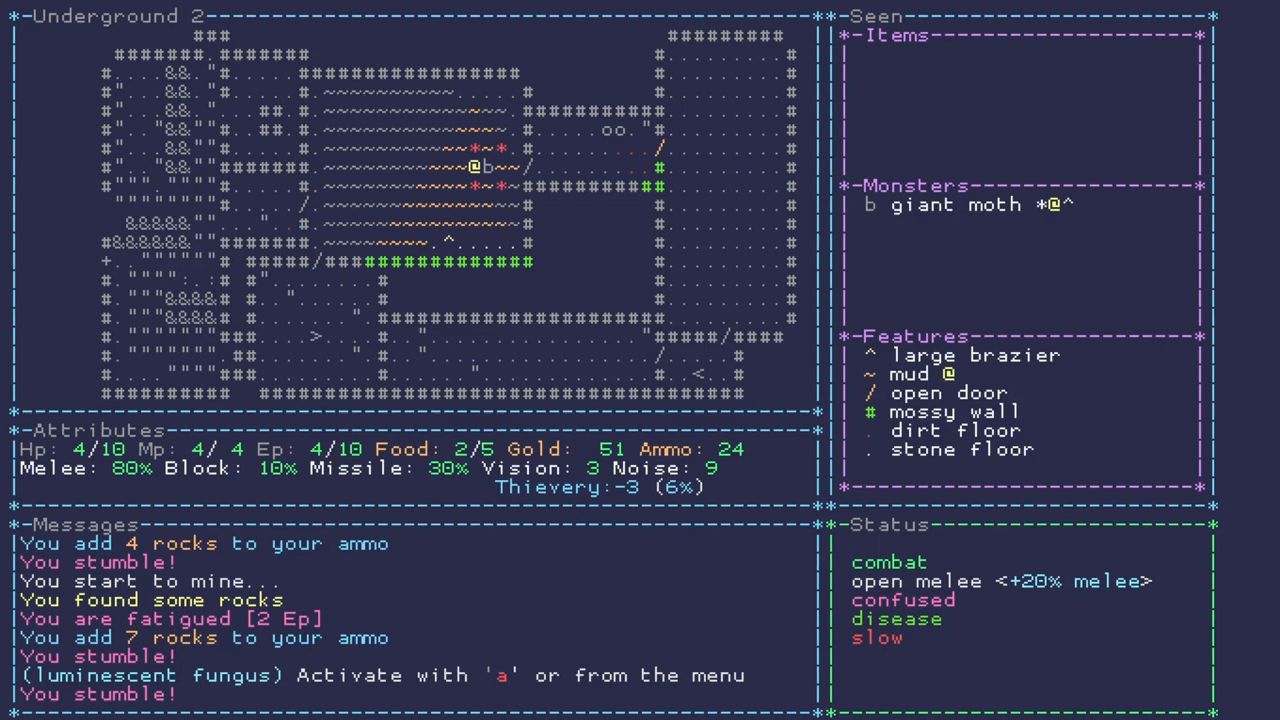 Underground 2
Seen
Items
Monsters
b giant moth *@^
Features
^ large brazier
~ mud @
/ open door
# mossy wall
. dirt floor
. stone floor
Attributes
Hp: 4/10 Mp: 4/ 4 Ep: 4/10 Food: 2/5 Gold: 51 Ammo: 24
Melee: 80% Block: 10% Missile: 30% Vision: 3 Noise: 9
Thievery:-3 (6%)
Messages
You add 4 rocks to your ammo
You stumble!
You start to mine...
You found some rocks
You are fatigued [2 Ep]
You add 7 rocks to your ammo
You stumble!
(luminescent fungus) Activate with 'a' or from the menu
You stumble!
Status
combat
open melee <+20% melee>
confused
disease
slow